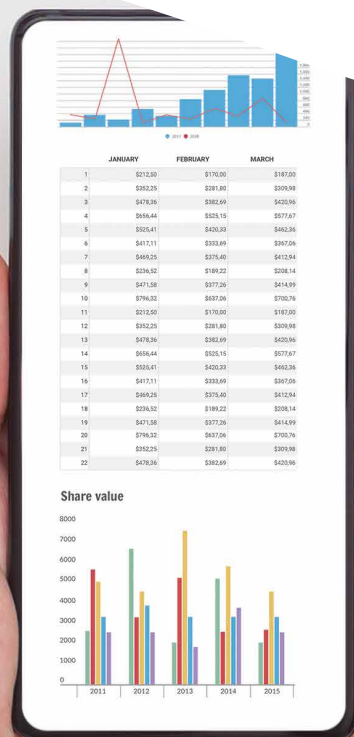 2017 2018
JANUARY FEBRUARY MARCH
1 $212,50 $170,00 $187,00
2 $352,25 $281,80 $309,98
3 $478,36 $382,69 $420,96
4 $656,44 $525,15 $577,67
5 $525,41 $420,33 $462,36
6 $417,11 $333,69 $367,06
7 $469,25 $375,40 $412,94
8 $236,52 $189,22 $208,14
9 $471,58 $377,26 $414,99
10 $796,32 $637,06 $700,76
11 $212,50 $170,00 $187,00
12 $352,25 $281,80 $309,98
13 $478,36 $382,69 $420,96
14 $656,44 $525,15 $577,67
15 $525,41 $420,33 $462,36
16 $417,11 $333,69 $367,06
17 $469,25 $375,40 $412,94
18 $236,52 $189,22 $208,14
19 $471,58 $377,26 $414,99
20 $796,32 $637,06 $700,76
21 $352,25 $281,80 $309,98
22 $478,36 $382,69 $420,96
Share value
8000
7000
6000
5000
4000
3000
2000
1000
0
2011 2012 2013 2014 2015